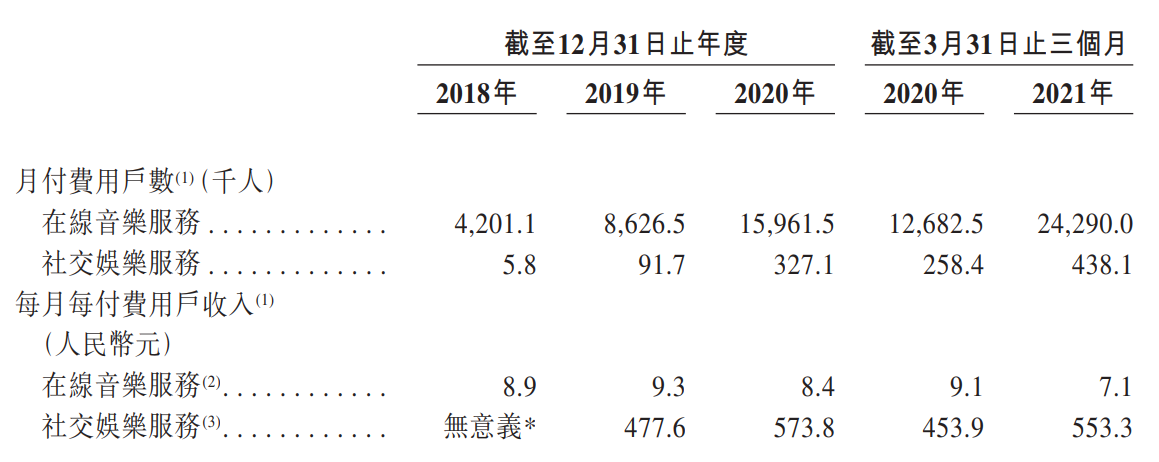 截至12月31日止年度 截至3月31日止三個月
2018年 2019年 2020年 2020年 2021年
月付費用戶數(1)(千人)
在線音樂服務 . . . . . . . . . . . . . 4,201.1 8,626.5 15,961.5 12,682.5 24,290.0
社交娛樂服務 . . . . . . . . . . . . . 5.8 91.7 327.1 258.4 438.1
每月每付費用戶收入(1)
(人民幣元)
在線音樂服務(2). . . . . . . . . . . . 8.9 9.3 8.4 9.1 7.1
社交娛樂服務(3). . . . . . . . . . . . 無意義* 477.6 573.8 453.9 553.3